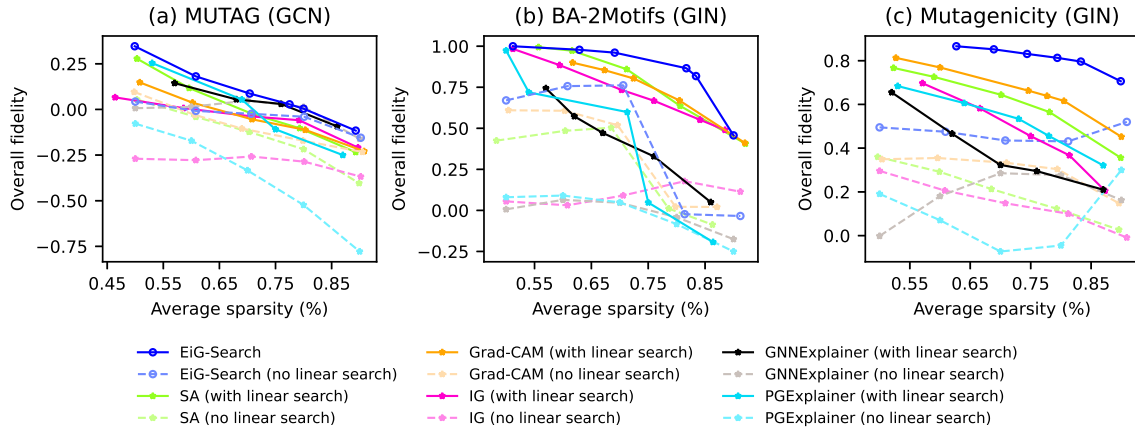 (a) MUTAG (GCN)
(b) BA-2Motifs (GIN)
(c) Mutagenicity (GIN)
Overall fidelity
0.25
0.00
−0.25
−0.50
−0.75
0.45 0.55 0.65 0.75 0.85
Average sparsity (%)
Overall fidelity
1.00
0.75
0.50
0.25
0.00
−0.25
0.55 0.65 0.75 0.85
Average sparsity (%)
Overall fidelity
0.8
0.6
0.4
0.2
0.0
0.55 0.65 0.75 0.85
Average sparsity (%)
EiG-Search
EiG-Search (no linear search)
SA (with linear search)
SA (no linear search)
Grad-CAM (with linear search)
Grad-CAM (no linear search)
IG (with linear search)
IG (no linear search)
GNNExplainer (with linear search)
GNNExplainer (no linear search)
PGExplainer (with linear search)
PGExplainer (no linear search)